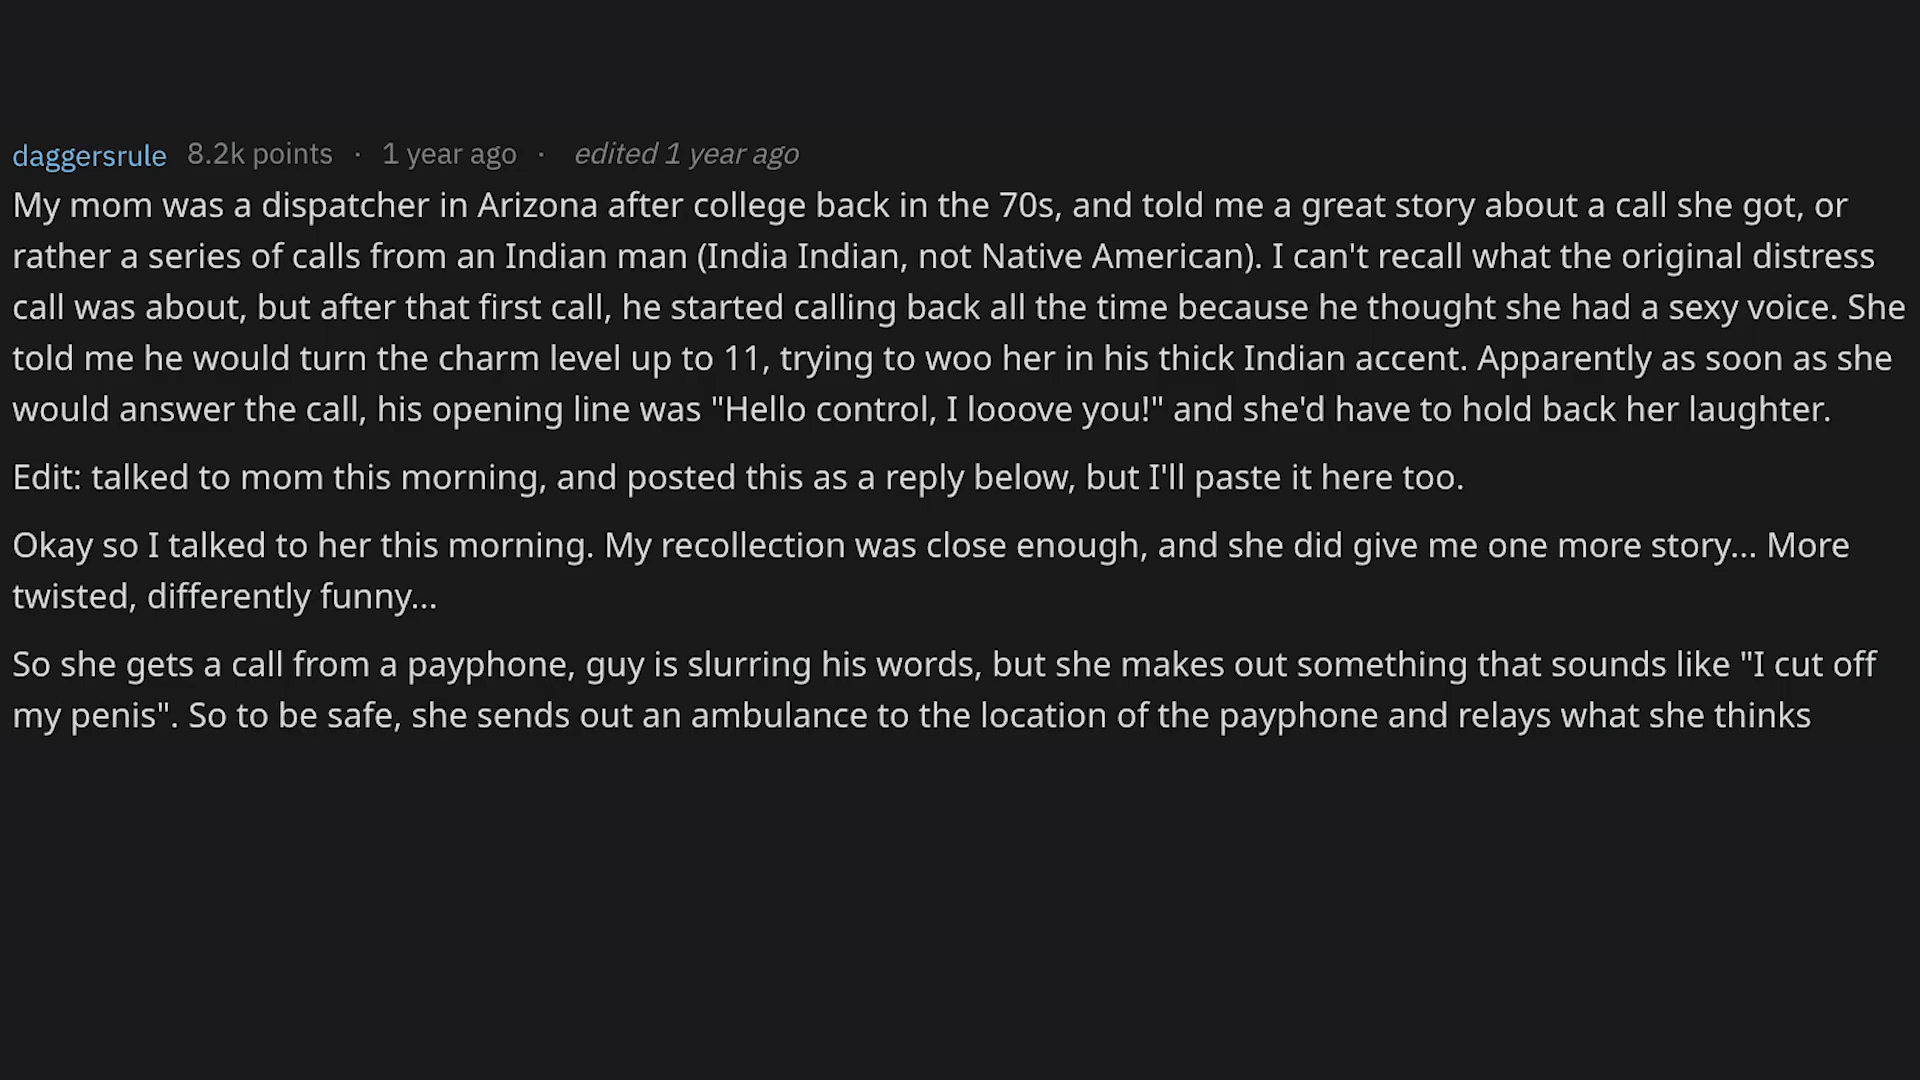 daggersrule 8.2k points · 1 year ago · edited 1 year ago
My mom was a dispatcher in Arizona after college back in the 70s, and told me a great story about a call she got, or
rather a series of calls from an Indian man (India Indian, not Native American). I can't recall what the original distress
call was about, but after that first call, he started calling back all the time because he thought she had a sexy voice. She
told me he would turn the charm level up to 11, trying to woo her in his thick Indian accent. Apparently as soon as she
would answer the call, his opening line was "Hello control, I looove you!" and she'd have to hold back her laughter.
Edit: talked to mom this morning, and posted this as a reply below, but I'll paste it here too.
Okay so I talked to her this morning. My recollection was close enough, and she did give me one more story... More
twisted, differently funny...
So she gets a call from a payphone, guy is slurring his words, but she makes out something that sounds like "I cut off
my penis". So to be safe, she sends out an ambulance to the location of the payphone and relays what she thinks